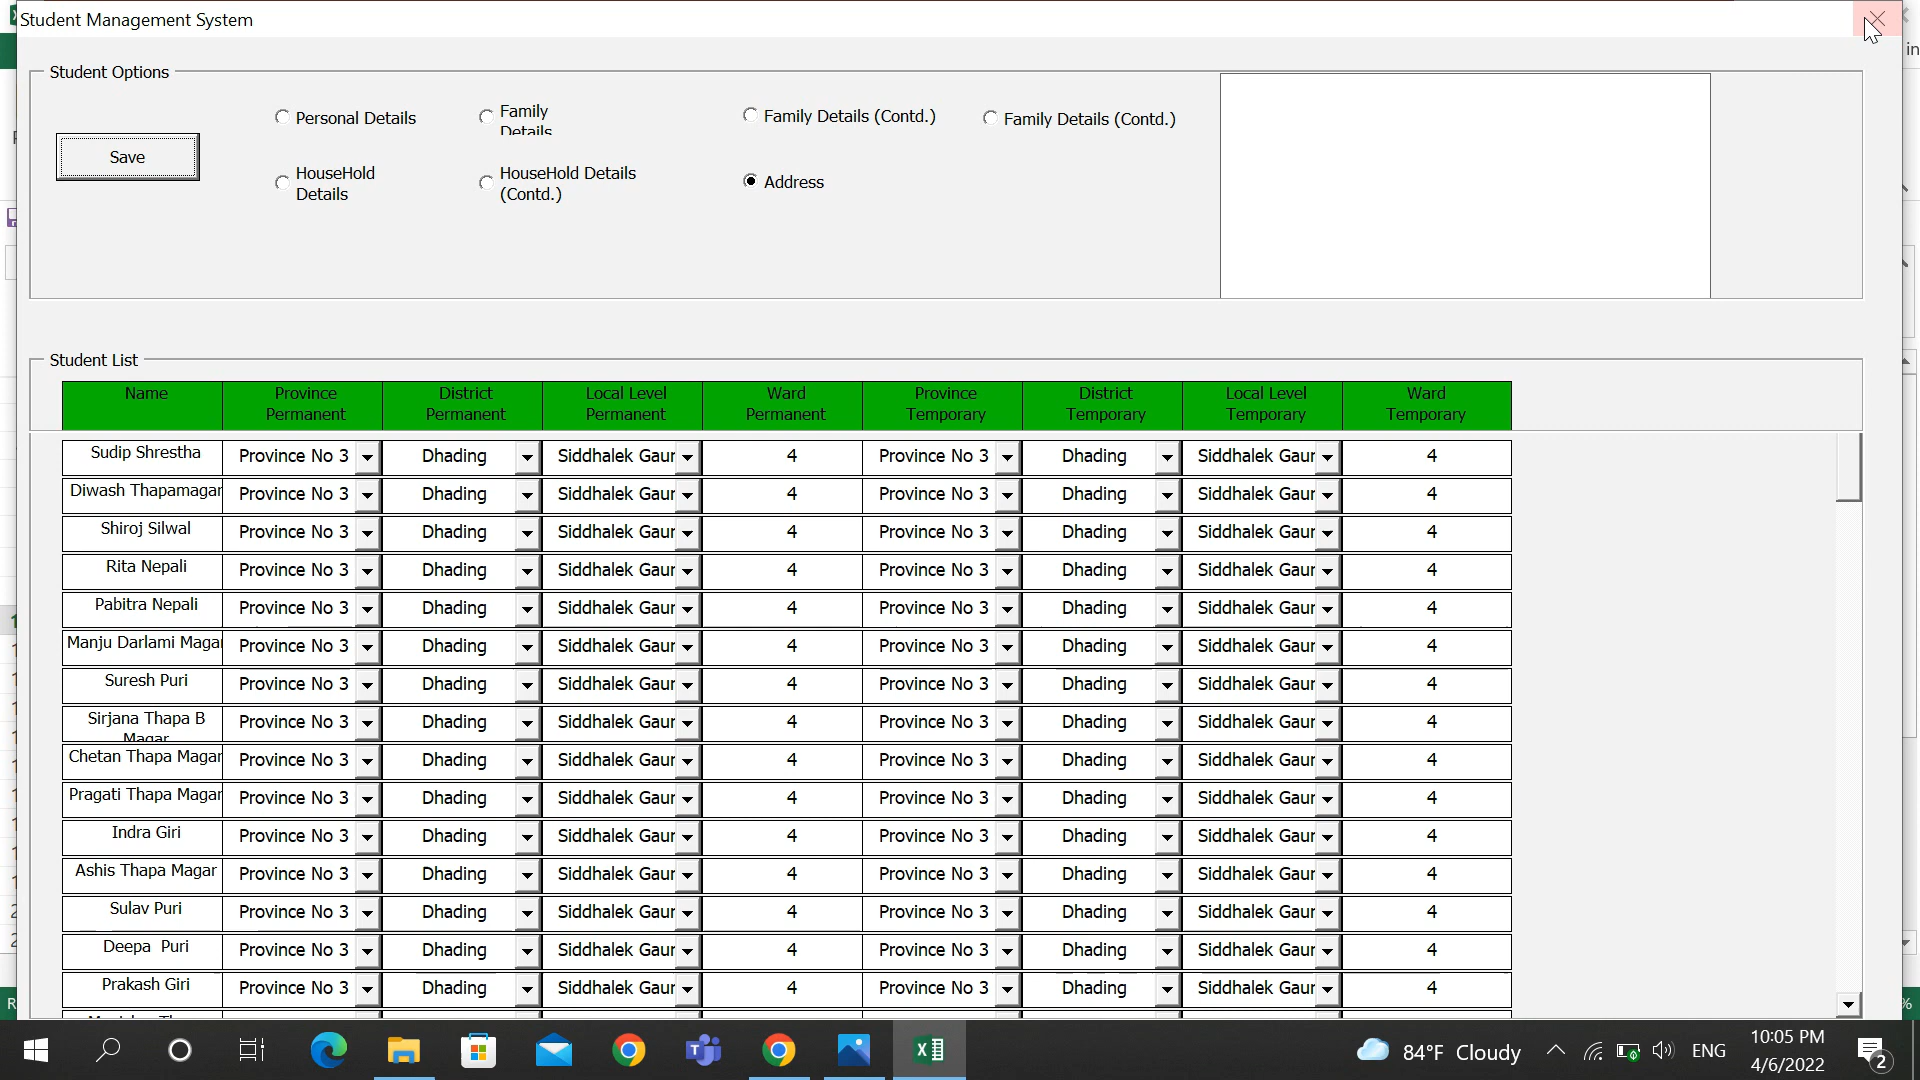 Student Management System
in
Student Options
Personal Details
Family
Details
Family Details (Contd.)
Family Details (Contd.)
Save
HouseHold
Details
HouseHold Details
(Contd.)
Address
Student List
Name
Province
Permanent
District
Permanent
Local Level
Permanent
Ward
Permanent
Province
Temporary
District
Temporary
Local Level
Temporary
Ward
Temporary
Sudip Shrestha Province No 3 Dhading Siddhalek Gaur 4 Province No 3 Dhading Siddhalek Gaur 4
Diwash Thapamagar Province No 3 Dhading Siddhalek Gaur 4 Province No 3 Dhading Siddhalek Gaur 4
Shiroj Silwal Province No 3 Dhading Siddhalek Gaur 4 Province No 3 Dhading Siddhalek Gaur 4
Rita Nepali Province No 3 Dhading Siddhalek Gaur 4 Province No 3 Dhading Siddhalek Gaur 4
Pabitra Nepali Province No 3 Dhading Siddhalek Gaur 4 Province No 3 Dhading Siddhalek Gaur 4
Manju Darlami Magar Province No 3 Dhading Siddhalek Gaur 4 Province No 3 Dhading Siddhalek Gaur 4
Suresh Puri Province No 3 Dhading Siddhalek Gaur 4 Province No 3 Dhading Siddhalek Gaur 4
Sirjana Thapa B
Magar Province No 3 Dhading Siddhalek Gaur 4 Province No 3 Dhading Siddhalek Gaur 4
Chetan Thapa Magar Province No 3 Dhading Siddhalek Gaur 4 Province No 3 Dhading Siddhalek Gaur 4
Pragati Thapa Magar Province No 3 Dhading Siddhalek Gaur 4 Province No 3 Dhading Siddhalek Gaur 4
Indra Giri Province No 3 Dhading Siddhalek Gaur 4 Province No 3 Dhading Siddhalek Gaur 4
Ashis Thapa Magar Province No 3 Dhading Siddhalek Gaur 4 Province No 3 Dhading Siddhalek Gaur 4
Sulav Puri Province No 3 Dhading Siddhalek Gaur 4 Province No 3 Dhading Siddhalek Gaur 4
Deepa Puri Province No 3 Dhading Siddhalek Gaur 4 Province No 3 Dhading Siddhalek Gaur 4
Prakash Giri Province No 3 Dhading Siddhalek Gaur 4 Province No 3 Dhading Siddhalek Gaur 4
84°F Cloudy
ENG
10:05 PM
4/6/2022
2